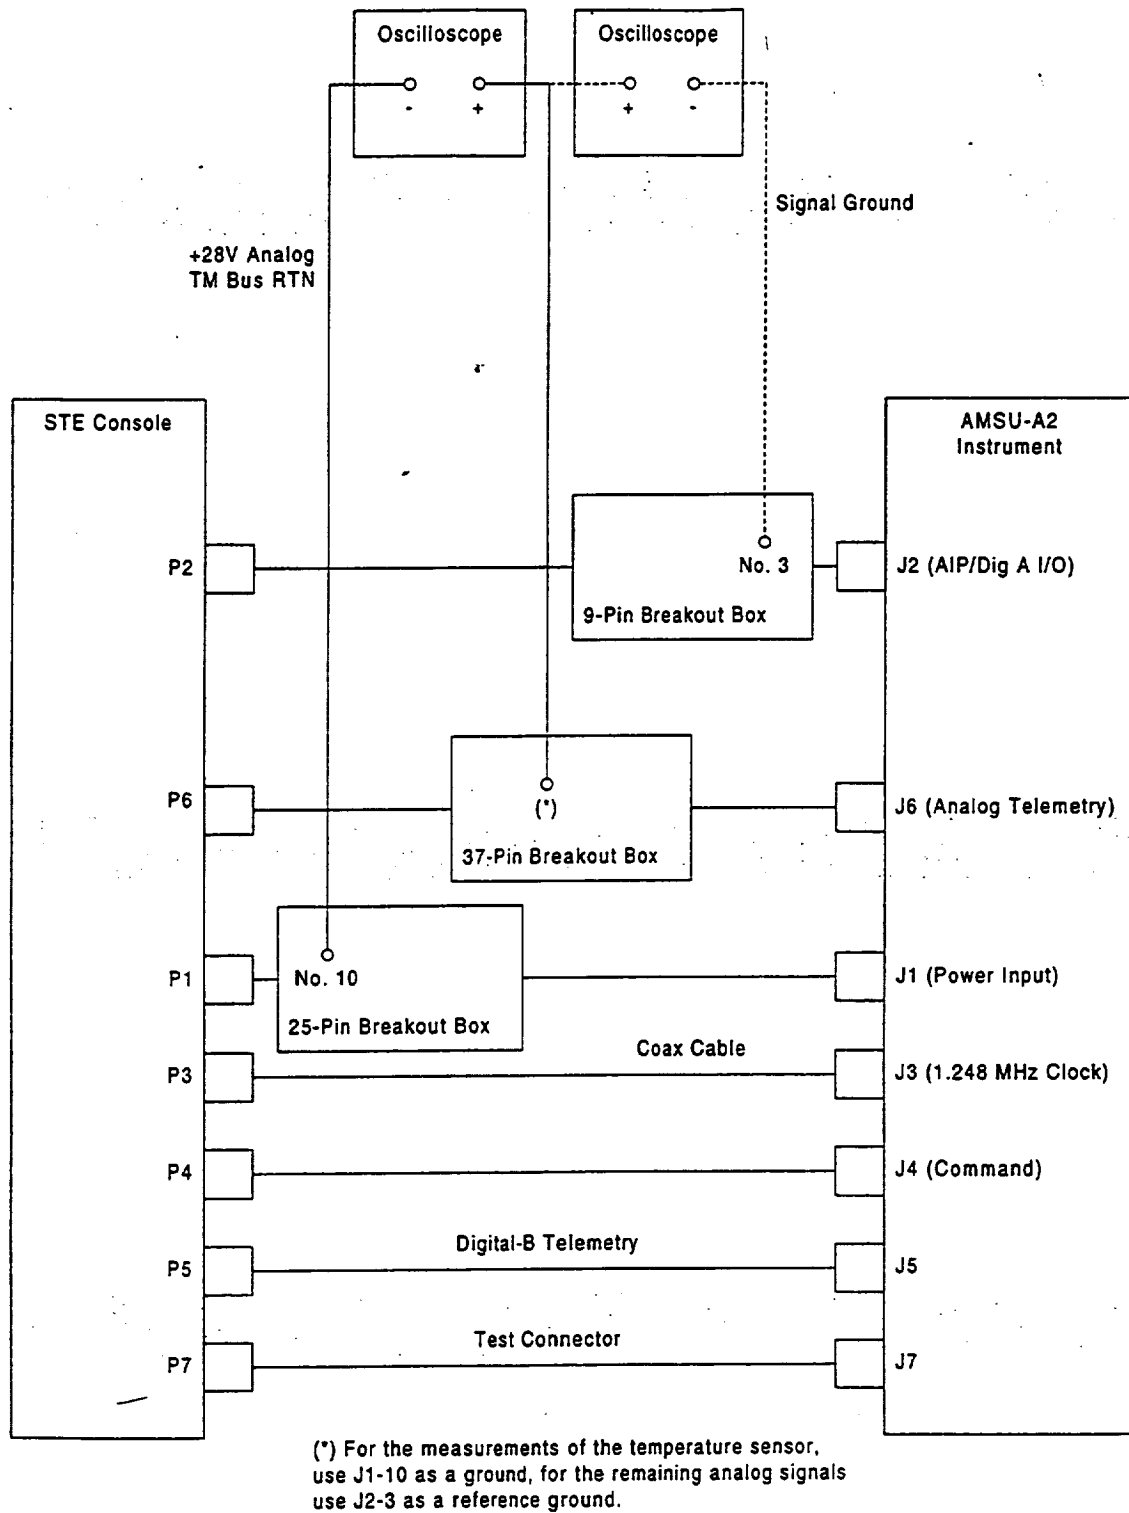 Oscilloscope
Oscilloscope
- +
+ -
Signal Ground
+28V Analog
TM Bus RTN
STE Console
AMSU-A2
Instrument
P2
No. 3
J2 (AIP/Dig A I/O)
9-Pin Breakout Box
P6
(*)
J6 (Analog Telemetry)
37-Pin Breakout Box
P1
No. 10
J1 (Power Input)
25-Pin Breakout Box
Coax Cable
P3
J3 (1.248 MHz Clock)
P4
J4 (Command)
Digital-B Telemetry
P5
J5
Test Connector
P7
J7
(*) For the measurements of the temperature sensor,
use J1-10 as a ground, for the remaining analog signals
use J2-3 as a reference ground.